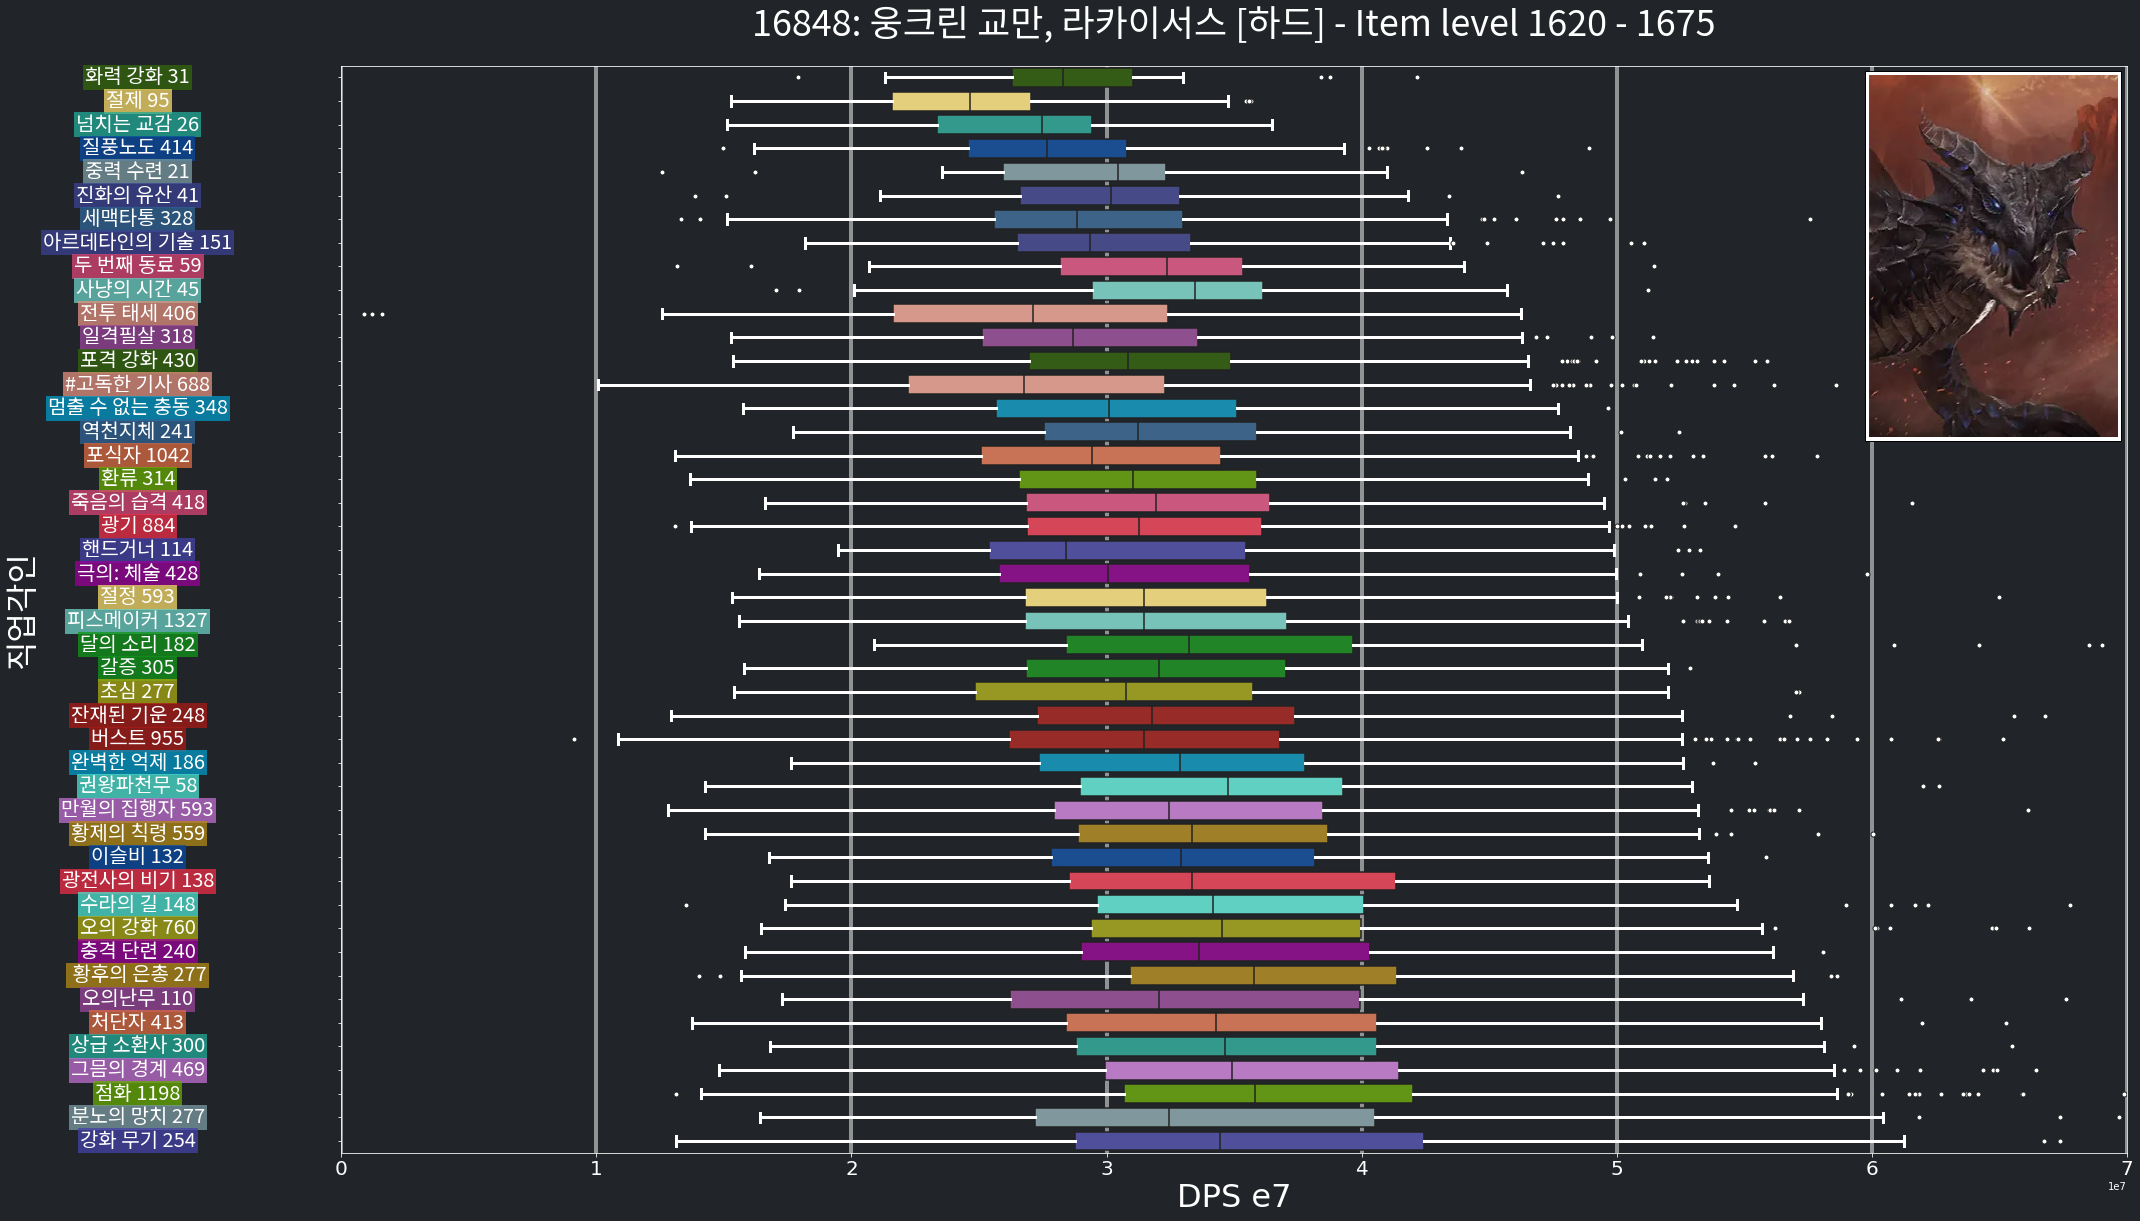 16848: 웅크린 교만, 라카이서스 [하드] - Item level 1620 - 1675
화력 강화 31
절제 95
넘치는 교감 26
질풍노도 414
중력 수련 21
진화의 유산 41
세맥타통 328
아르데타인의 기술 151
두 번째 동료 59
사냥의 시간 45
전투 태세 406
일격필살 318
포격 강화 430
#고독한 기사 688
멈출 수 없는 충동 348
역천지체 241
포식자 1042
환류 314
죽음의 습격 418
광기 884
핸드거너 114
극의: 체술 428
절정 593
피스메이커 1327
달의 소리 182
갈증 305
초심 277
잔재된 기운 248
버스트 955
완벽한 억제 186
권왕파천무 58
만월의 집행자 593
황제의 칙령 559
이슬비 132
광전사의 비기 138
수라의 길 148
오의 강화 760
충격 단련 240
황후의 은총 277
오의난무 110
처단자 413
상급 소환사 300
그믐의 경계 469
점화 1198
분노의 망치 277
강화 무기 254
직업각인
0 1 2 3 4 5 6 7
DPS e7
1e7